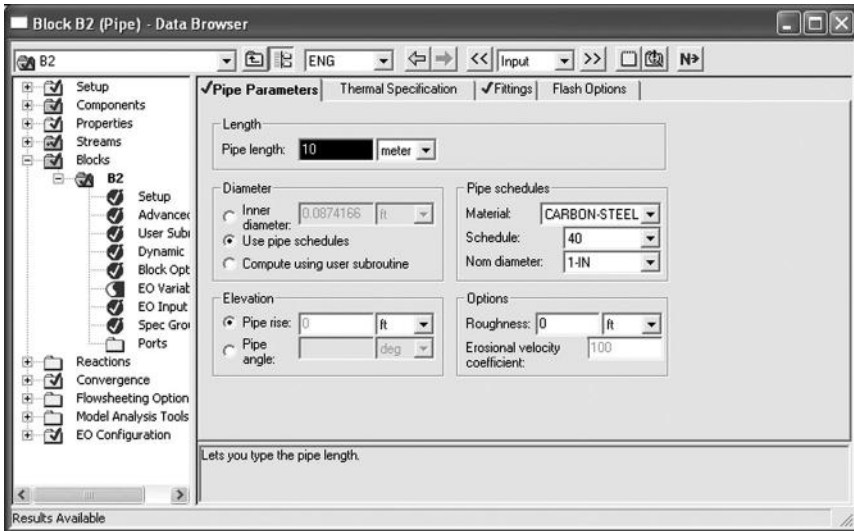 Block B2 (Pipe) - Data Browser
B2
ENG
<<
Input
>>
N→
Setup
Components
Properties
Streams
Blocks
B2
Setup
Advanced
User Subr
Dynamic
Block Opt
EO Variab
EO Input
Spec Grou
Ports
Reactions
Convergence
Flowsheeting Option
Model Analysis Tools
EO Configuration
✓Pipe Parameters
Thermal Specification
✓Fittings
Flash Options
Length
Pipe length: 10 meter
Diameter
Inner diameter: 0.0874166 ft
Use pipe schedules
Compute using user subroutine
Pipe schedules
Material: CARBON-STEEL
Schedule: 40
Nom diameter: 1-IN
Elevation
Pipe rise: 0 ft
Pipe angle: deg
Options
Roughness: 0 ft
Erosional velocity coefficient: 100
Lets you type the pipe length.
Results Available